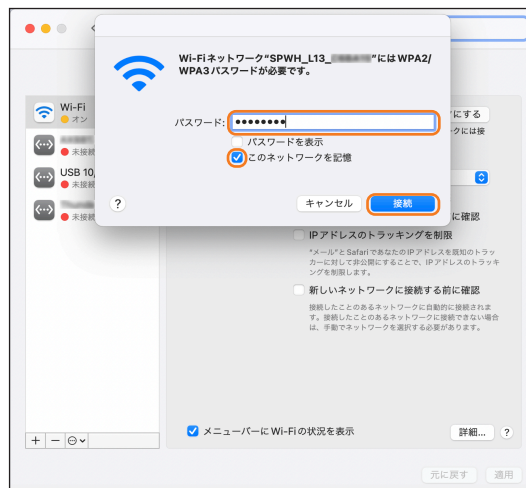 Wi-Fiネットワーク"SPWH_L13_ "にはWPA2/
WPA3パスワードが必要です。
パスワード:
パスワードを表示
このネットワークを記憶
?
キャンセル
接続
Wi-Fi
オン
未接続
USB 10,
未接続
未接続
にする
クには接
に確認
IPアドレスのトラッキングを制限
"メール"とSafariであなたのIPアドレスを既知のトラッ
カーに対して非公開にすることで、IPアドレスのトラッキ
ングを制限します。
新しいネットワークに接続する前に確認
接続したことのあるネットワークに自動的に接続されま
す。接続したことのあるネットワークに接続できない場合
は、手動でネットワークを選択する必要があります。
メニューバーにWi-Fiの状況を表示
詳細...
?
元に戻す
適用